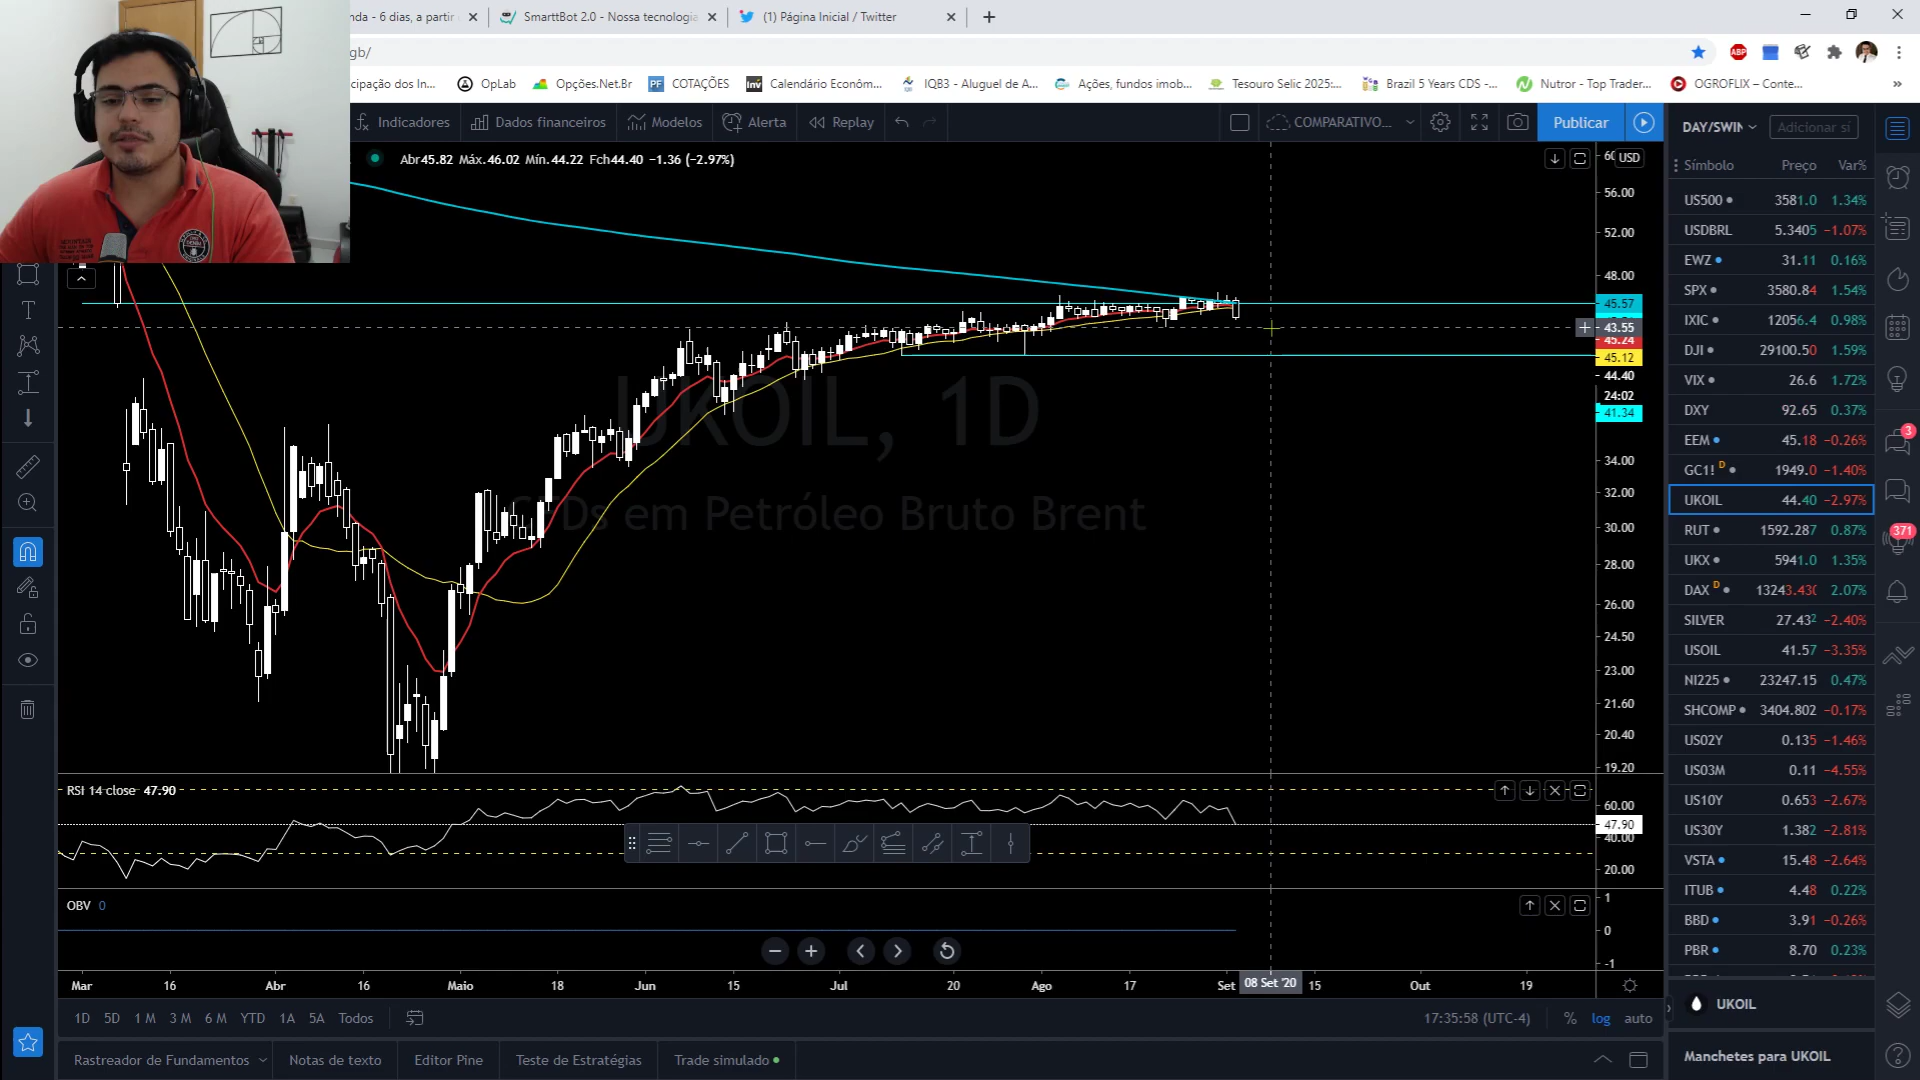 nda - 6 dias, a partir
SmarttBot 2.0 - Nossa tecnologia
(1) Página Inicial / Twitter
gb/
ABP
cipação dos In...
OpLab
Opções.Net.Br
PF COTAÇÕES
Inv Calendário Econôm...
IQB3 - Aluguel de A...
Ações, fundos imob...
Tesouro Selic 2025:...
Brazil 5 Years CDS -...
Nutror - Top Trader...
OGROFLIX – Conte...
Indicadores
Dados financeiros
Modelos
Alerta
Replay
COMPARATIVO...
Publicar
DAY/SWIN
Adicionar sí
Abr45.82 Máx.46.02 Mín.44.22 Fch44.40 −1.36 (−2.97%)
USD
Símbolo Preço Var%
US500 3581.0 1.34%
USDBRL 5.3405 −1.07%
EWZ 31.11 0.16%
SPX 3580.84 1.54%
IXIC 12056.4 0.98%
DJI 29100.50 1.59%
VIX 26.6 1.72%
DXY 92.65 0.37%
EEM 45.18 −0.26%
GC1! D 1949.0 −1.40%
UKOIL 44.40 −2.97%
RUT 1592.287 0.87%
UKX 5941.0 1.35%
DAX D 13243.430 2.07%
SILVER 27.432 −2.40%
USOIL 41.57 −3.35%
NI225 23247.15 0.47%
SHCOMP 3404.802 −0.17%
US02Y 0.135 −1.46%
US03M 0.11 −4.55%
US10Y 0.653 −2.67%
US30Y 1.382 −2.81%
VSTA 15.48 −2.64%
ITUB 4.48 0.22%
BBD 3.91 −0.26%
PBR 8.70 0.23%
3
371
56.00
52.00
48.00
45.57
43.55
45.24
45.12
44.40
24:02
41.34
34.00
32.00
30.00
28.00
26.00
24.50
23.00
21.60
20.40
19.20
UKOIL, 1D
CFDs em Petróleo Bruto Brent
RSI 14 close 47.90
60.00
47.90
40.00
20.00
OBV 0
1
0
-1
Mar 16 Abr 16 Maio 18 Jun 15 Jul 20 Ago 17 Set 08 Set '20 15 Out 19
1D 5D 1 M 3 M 6 M YTD 1A 5A Todos
17:35:58 (UTC-4) % log auto
UKOIL
Rastreador de Fundamentos
Notas de texto
Editor Pine
Teste de Estratégias
Trade simulado
Manchetes para UKOIL